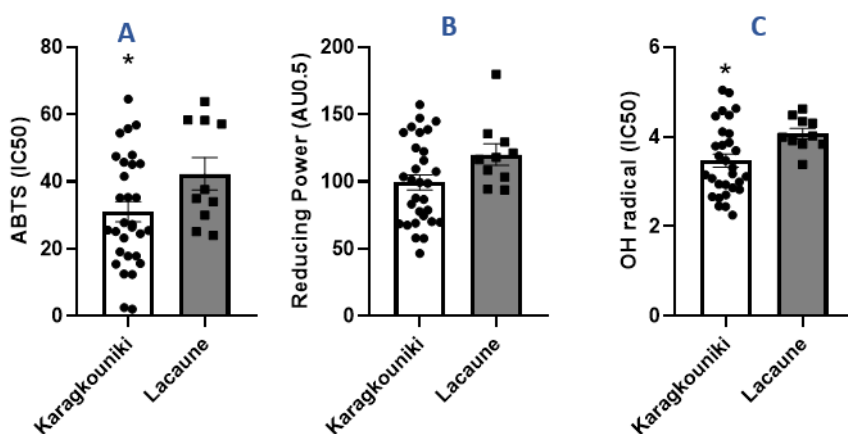 A
ABTS (IC50)
80
60
40
20
0
*
Karagkouniki
Lacaune
B
Reducing Power (AU0.5)
200
150
100
50
0
Karagkouniki
Lacaune
C
OH radical (IC50)
6
4
2
0
*
Karagkouniki
Lacaune